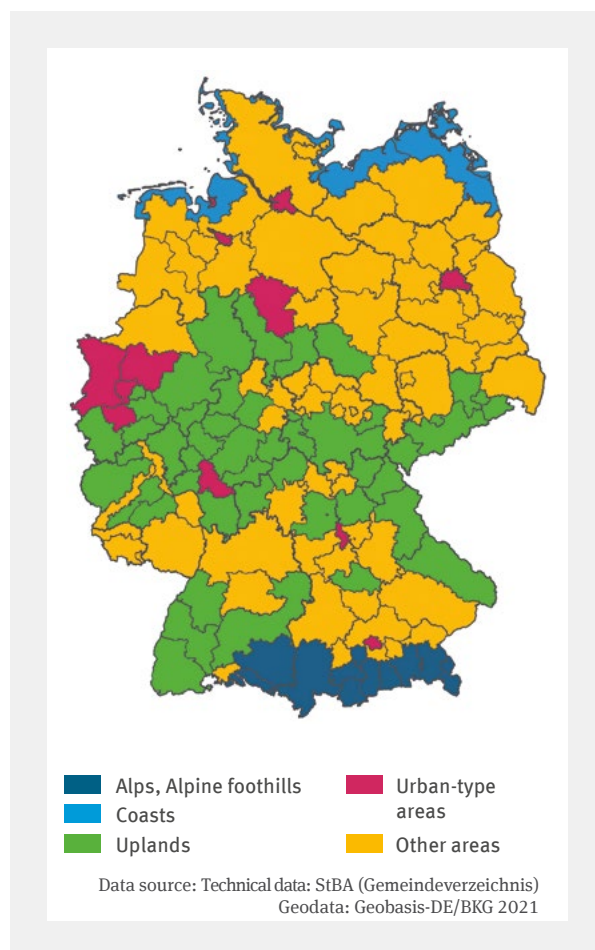 Alps, Alpine foothills
Coasts
Uplands
Urban-type
areas
Other areas
Data source: Technical data: StBA (Gemeindeverzeichnis)
Geodata: Geobasis-DE/BKG 2021